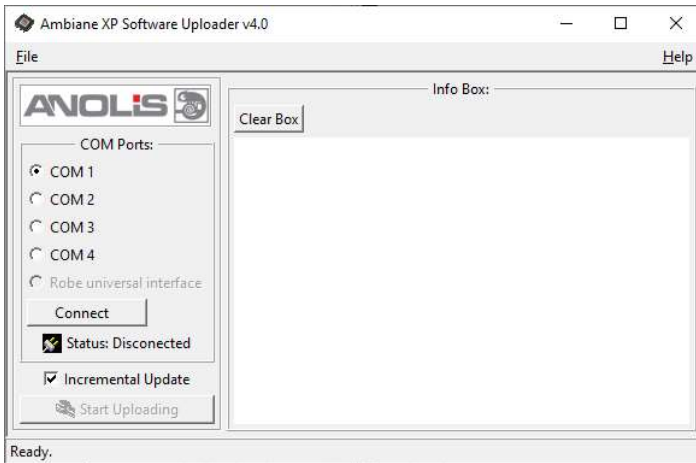 Ambiane XP Software Uploader v4.0
File Help
ANOLiS
COM Ports:
COM 1
COM 2
COM 3
COM 4
Robe universal interface
Connect
Status: Disconected
Incremental Update
Start Uploading
Info Box:
Clear Box
Ready.